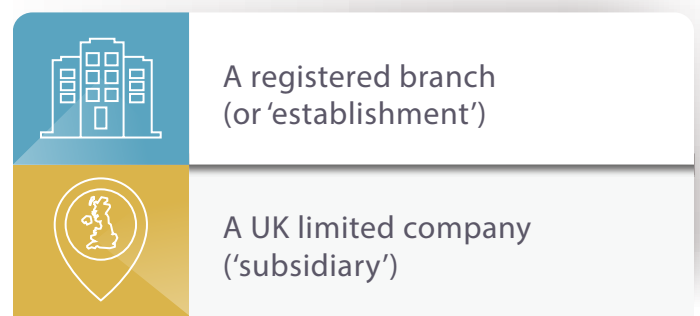 A registered branch
(or ‘establishment’)
A UK limited company
(‘subsidiary’)